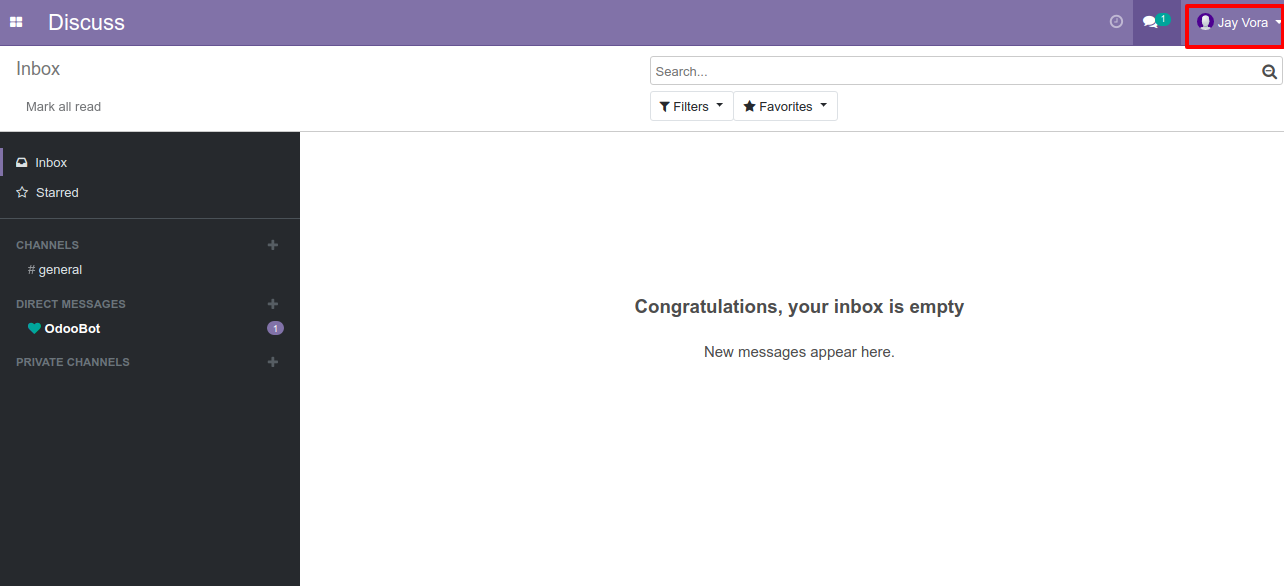 Discuss
1
Jay Vora
Inbox
Search...
Mark all read
Filters
Favorites
Inbox
Starred
CHANNELS
# general
DIRECT MESSAGES
OdooBot
1
PRIVATE CHANNELS
Congratulations, your inbox is empty
New messages appear here.